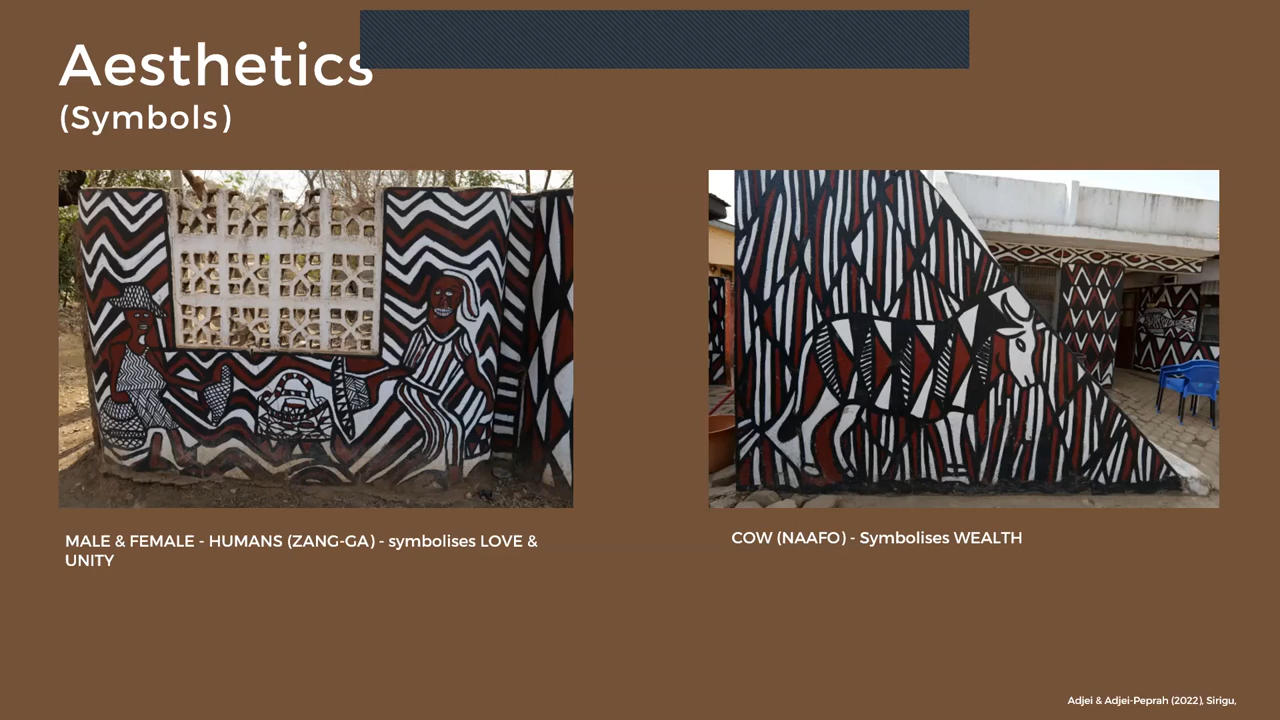 Aesthetics
(Symbols)
MALE & FEMALE - HUMANS (ZANG-GA) - symbolises LOVE &
UNITY
COW (NAAFO) - Symbolises WEALTH
Adjei & Adjei-Peprah (2022), Sirigu,